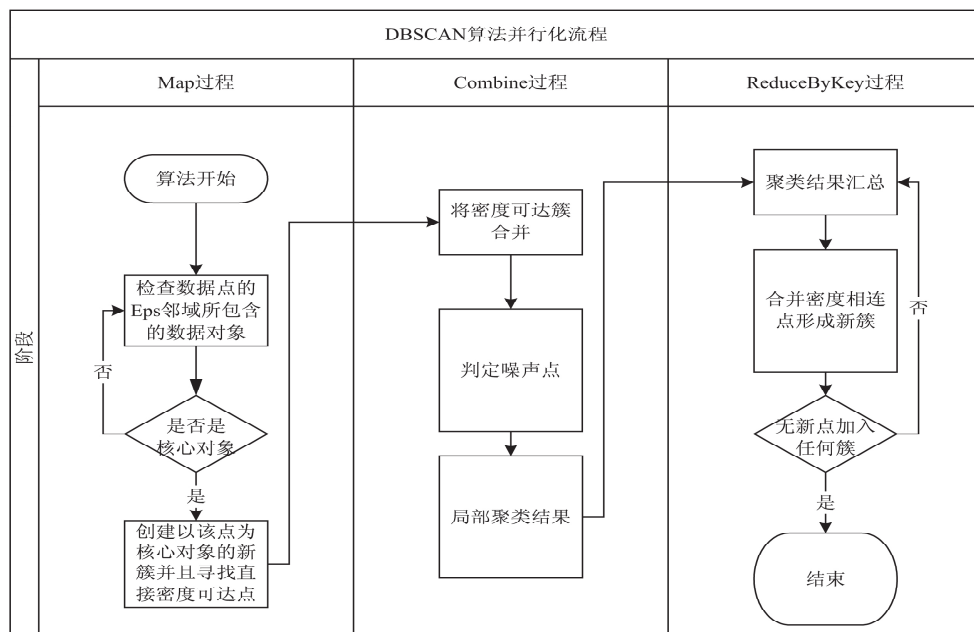 DBSCAN算法并行化流程
Map过程
Combine过程
ReduceByKey过程
阶段
算法开始
检查数据点的
Eps邻域所包含
的数据对象
否
是否是
核心对象
是
创建以该点为
核心对象的新
簇并且寻找直
接密度可达点
将密度可达簇
合并
判定噪声点
局部聚类结果
聚类结果汇总
合并密度相连
点形成新簇
否
无新点加入
任何簇
是
结束